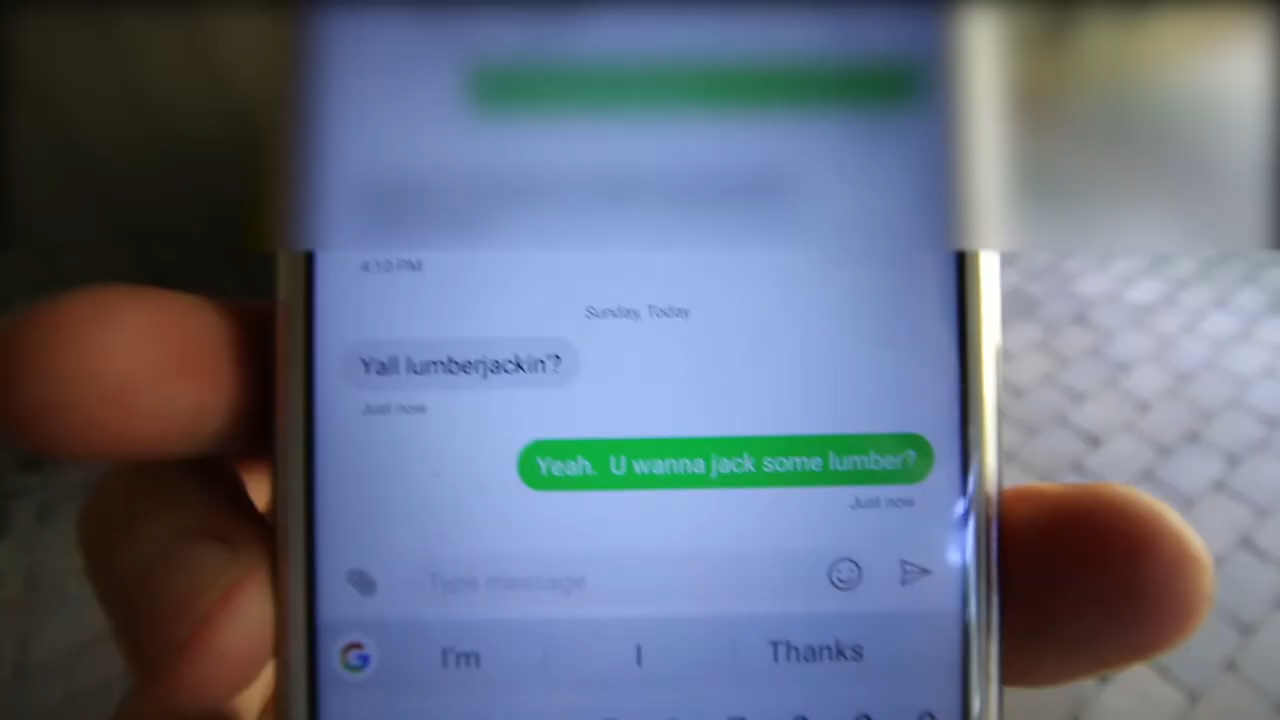 4:13 PM
Sunday, Today
Yall lumberjackin'?
Just now
Yeah.  U wanna jack some lumber?
Just now
Type message
G
I'm
I
Thanks